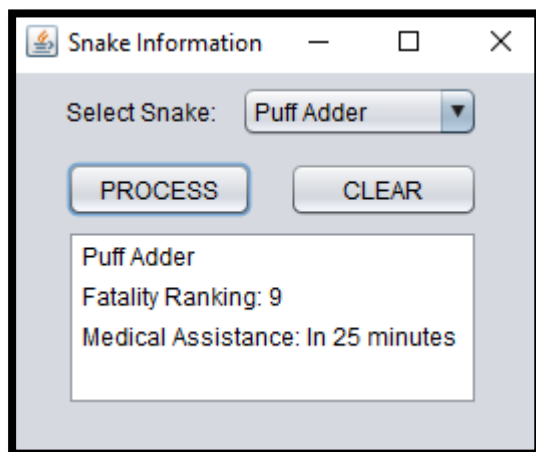 Snake Information
Select Snake: Puff Adder
PROCESS CLEAR
Puff Adder
Fatality Ranking: 9
Medical Assistance: In 25 minutes